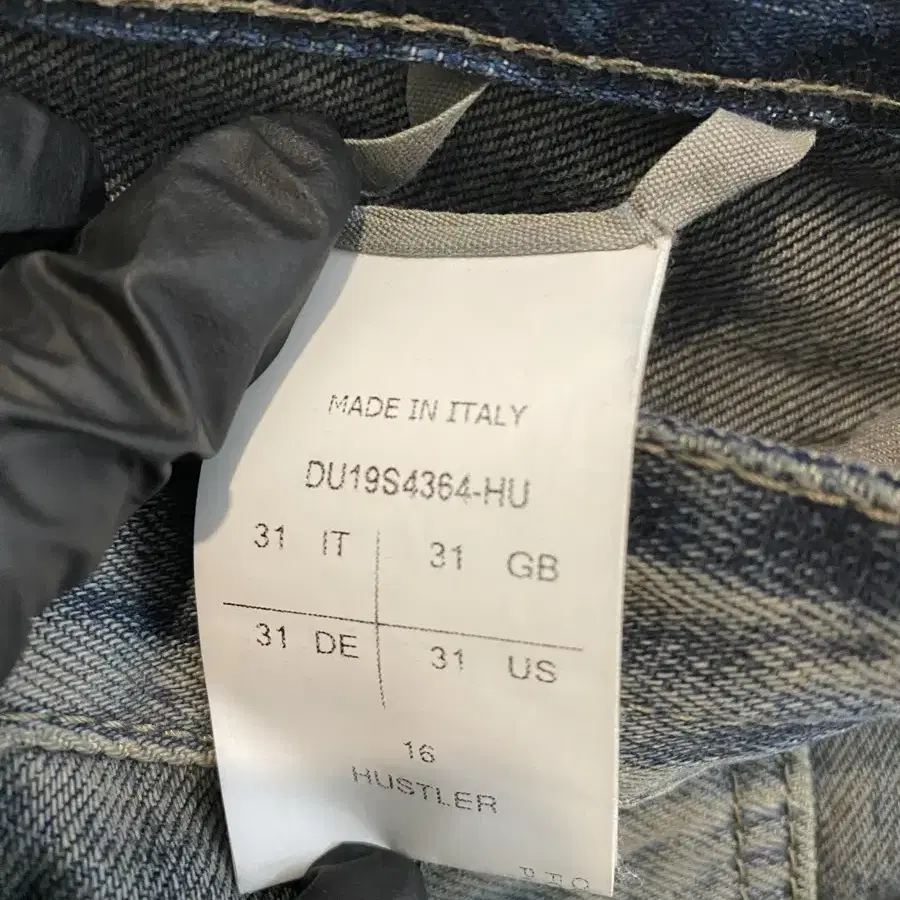 MADE IN ITALY
DU19S4364-HU
31 IT 31 GB
31 DE 31 US
16
HUSTLER